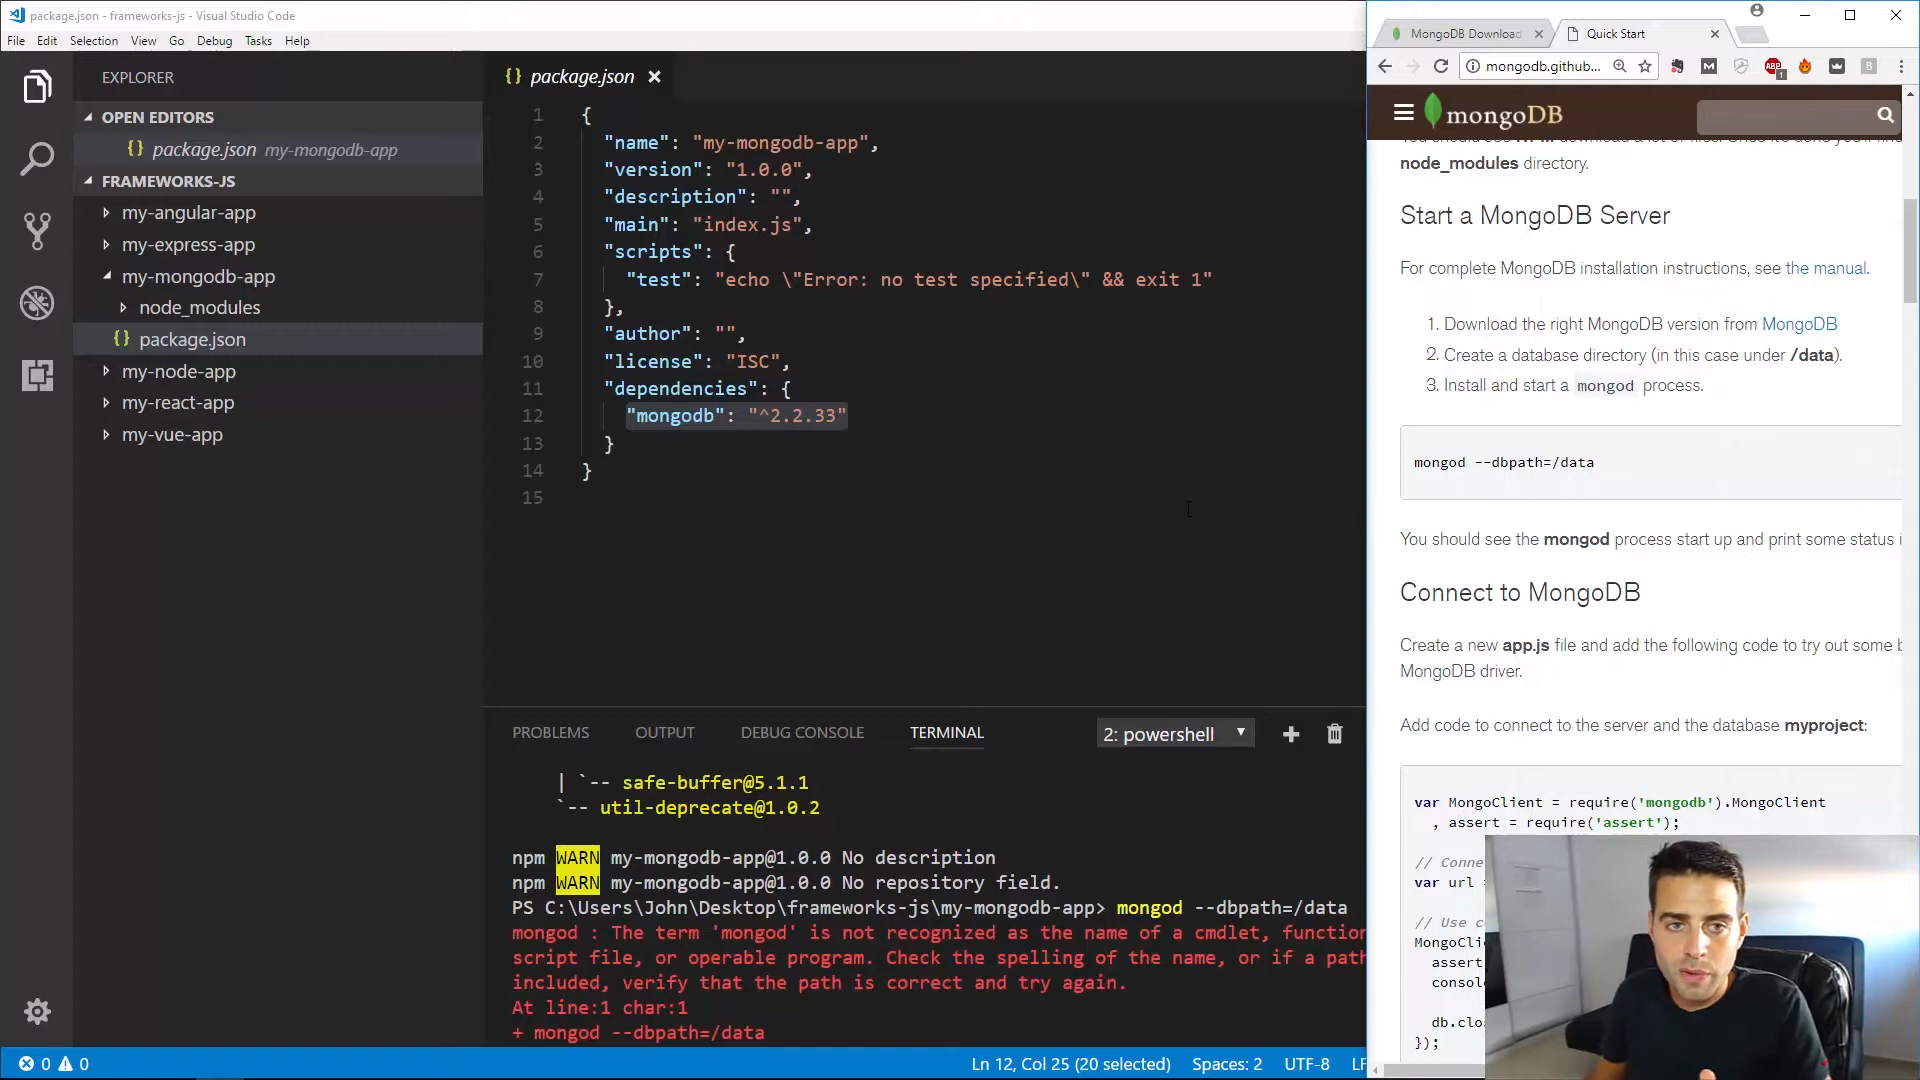 package.json - frameworks-js - Visual Studio Code
File Edit Selection View Go Debug Tasks Help
EXPLORER
OPEN EDITORS
{} package.json my-mongodb-app
FRAMEWORKS-JS
my-angular-app
my-express-app
my-mongodb-app
node_modules
{} package.json
my-node-app
my-react-app
my-vue-app
{} package.json
1 {
2 "name": "my-mongodb-app",
3 "version": "1.0.0",
4 "description": "",
5 "main": "index.js",
6 "scripts": {
7 "test": "echo \"Error: no test specified\" && exit 1"
8 },
9 "author": "",
10 "license": "ISC",
11 "dependencies": {
12 "mongodb": "^2.2.33"
13 }
14 }
15
PROBLEMS OUTPUT DEBUG CONSOLE TERMINAL 2: powershell
| `-- safe-buffer@5.1.1
`-- util-deprecate@1.0.2
npm WARN my-mongodb-app@1.0.0 No description
npm WARN my-mongodb-app@1.0.0 No repository field.
PS C:\Users\John\Desktop\frameworks-js\my-mongodb-app> mongod --dbpath=/data
mongod : The term 'mongod' is not recognized as the name of a cmdlet, function
script file, or operable program. Check the spelling of the name, or if a path
included, verify that the path is correct and try again.
At line:1 char:1
+ mongod --dbpath=/data
0 0
Ln 12, Col 25 (20 selected) Spaces: 2 UTF-8 LF
MongoDB Download
Quick Start
mongodb.github...
mongoDB
node_modules directory.
Start a MongoDB Server
For complete MongoDB installation instructions, see the manual.
1. Download the right MongoDB version from MongoDB
2. Create a database directory (in this case under /data).
3. Install and start a mongod process.
mongod --dbpath=/data
You should see the mongod process start up and print some status i
Connect to MongoDB
Create a new app.js file and add the following code to try out some b
MongoDB driver.
Add code to connect to the server and the database myproject:
var MongoClient = require('mongodb').MongoClient
, assert = require('assert');
// Conne
var url =
// Use c
MongoCli
assert
consol
db.clo
});